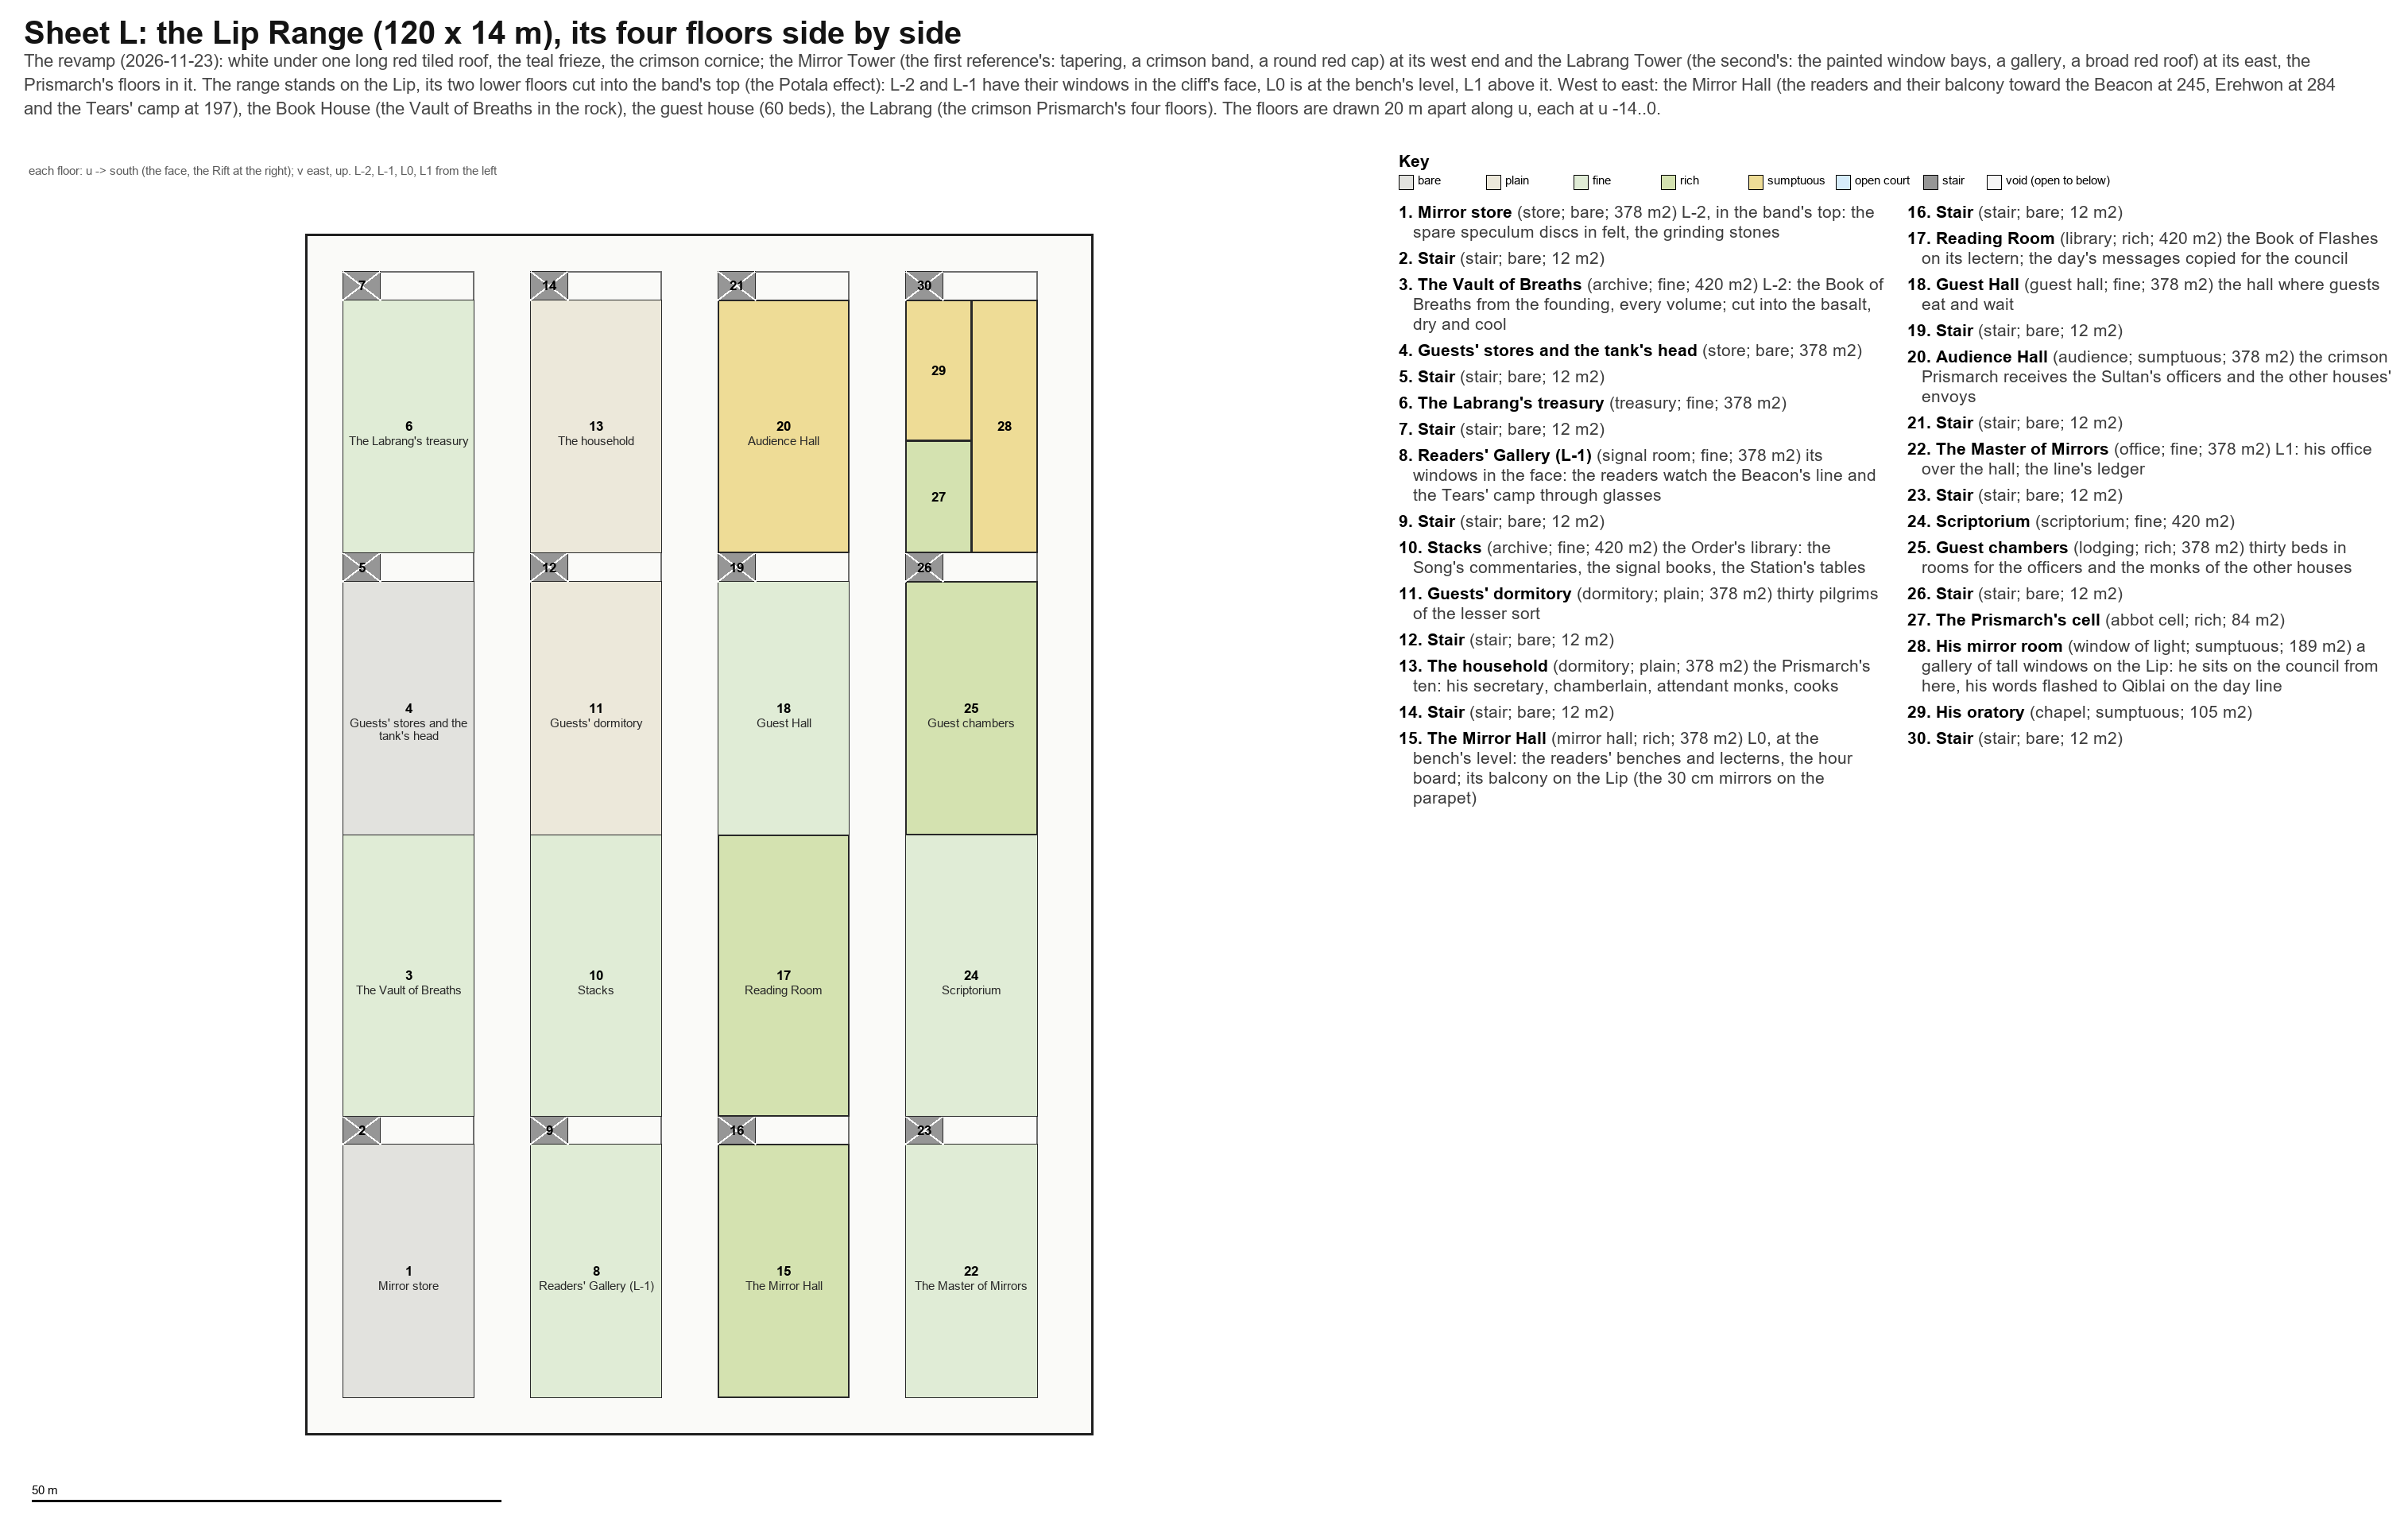 Sheet L: the Lip Range (120 x 14 m), its four floors side by side
The revamp (2026-11-23): white under one long red tiled roof, the teal frieze, the crimson cornice; the Mirror Tower (the first reference's: tapering, a crimson band, a round red cap) at its west end and the Labrang Tower (the second's: the painted window bays, a gallery, a broad red roof) at its east, the
Prismarch's floors in it. The range stands on the Lip, its two lower floors cut into the band's top (the Potala effect): L-2 and L-1 have their windows in the cliff's face, L0 is at the bench's level, L1 above it. West to east: the Mirror Hall (the readers and their balcony toward the Beacon at 245, Erehwon at 284
and the Tears' camp at 197), the Book House (the Vault of Breaths in the rock), the guest house (60 beds), the Labrang (the crimson Prismarch's four floors). The floors are drawn 20 m apart along u, each at u -14..0.
each floor: u -> south (the face, the Rift at the right); v east, up. L-2, L-1, L0, L1 from the left
7
14
21
30
29
28
6
The Labrang's treasury
13
The household
20
Audience Hall
27
5
12
19
26
4
Guests' stores and the
tank's head
11
Guests' dormitory
18
Guest Hall
25
Guest chambers
3
The Vault of Breaths
10
Stacks
17
Reading Room
24
Scriptorium
2
9
16
23
1
Mirror store
8
Readers' Gallery (L-1)
15
The Mirror Hall
22
The Master of Mirrors
50 m
Key
bare
plain
fine
rich
sumptuous
open court
stair
void (open to below)
1. Mirror store (store; bare; 378 m2) L-2, in the band's top: the
spare speculum discs in felt, the grinding stones
2. Stair (stair; bare; 12 m2)
3. The Vault of Breaths (archive; fine; 420 m2) L-2: the Book of
Breaths from the founding, every volume; cut into the basalt,
dry and cool
4. Guests' stores and the tank's head (store; bare; 378 m2)
5. Stair (stair; bare; 12 m2)
6. The Labrang's treasury (treasury; fine; 378 m2)
7. Stair (stair; bare; 12 m2)
8. Readers' Gallery (L-1) (signal room; fine; 378 m2) its
windows in the face: the readers watch the Beacon's line and
the Tears' camp through glasses
9. Stair (stair; bare; 12 m2)
10. Stacks (archive; fine; 420 m2) the Order's library: the
Song's commentaries, the signal books, the Station's tables
11. Guests' dormitory (dormitory; plain; 378 m2) thirty pilgrims
of the lesser sort
12. Stair (stair; bare; 12 m2)
13. The household (dormitory; plain; 378 m2) the Prismarch's
ten: his secretary, chamberlain, attendant monks, cooks
14. Stair (stair; bare; 12 m2)
15. The Mirror Hall (mirror hall; rich; 378 m2) L0, at the
bench's level: the readers' benches and lecterns, the hour
board; its balcony on the Lip (the 30 cm mirrors on the
parapet)
16. Stair (stair; bare; 12 m2)
17. Reading Room (library; rich; 420 m2) the Book of Flashes
on its lectern; the day's messages copied for the council
18. Guest Hall (guest hall; fine; 378 m2) the hall where guests
eat and wait
19. Stair (stair; bare; 12 m2)
20. Audience Hall (audience; sumptuous; 378 m2) the crimson
Prismarch receives the Sultan's officers and the other houses'
envoys
21. Stair (stair; bare; 12 m2)
22. The Master of Mirrors (office; fine; 378 m2) L1: his office
over the hall; the line's ledger
23. Stair (stair; bare; 12 m2)
24. Scriptorium (scriptorium; fine; 420 m2)
25. Guest chambers (lodging; rich; 378 m2) thirty beds in
rooms for the officers and the monks of the other houses
26. Stair (stair; bare; 12 m2)
27. The Prismarch's cell (abbot cell; rich; 84 m2)
28. His mirror room (window of light; sumptuous; 189 m2) a
gallery of tall windows on the Lip: he sits on the council from
here, his words flashed to Qiblai on the day line
29. His oratory (chapel; sumptuous; 105 m2)
30. Stair (stair; bare; 12 m2)